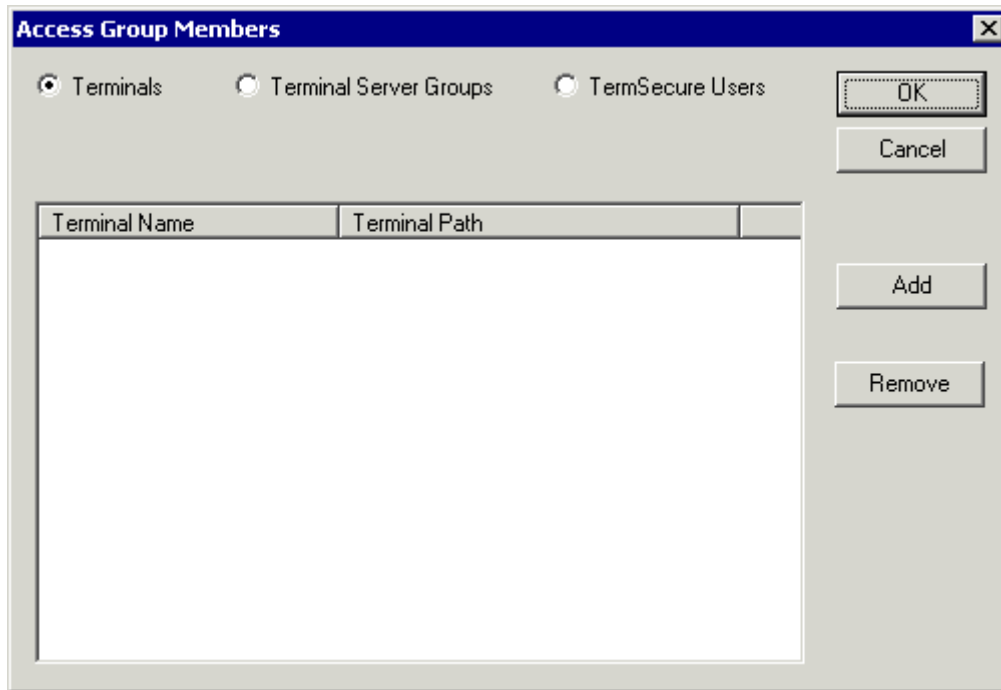 Access Group Members
Terminals Terminal Server Groups TermSecure Users
OK
Cancel
Terminal Name Terminal Path
Add
Remove